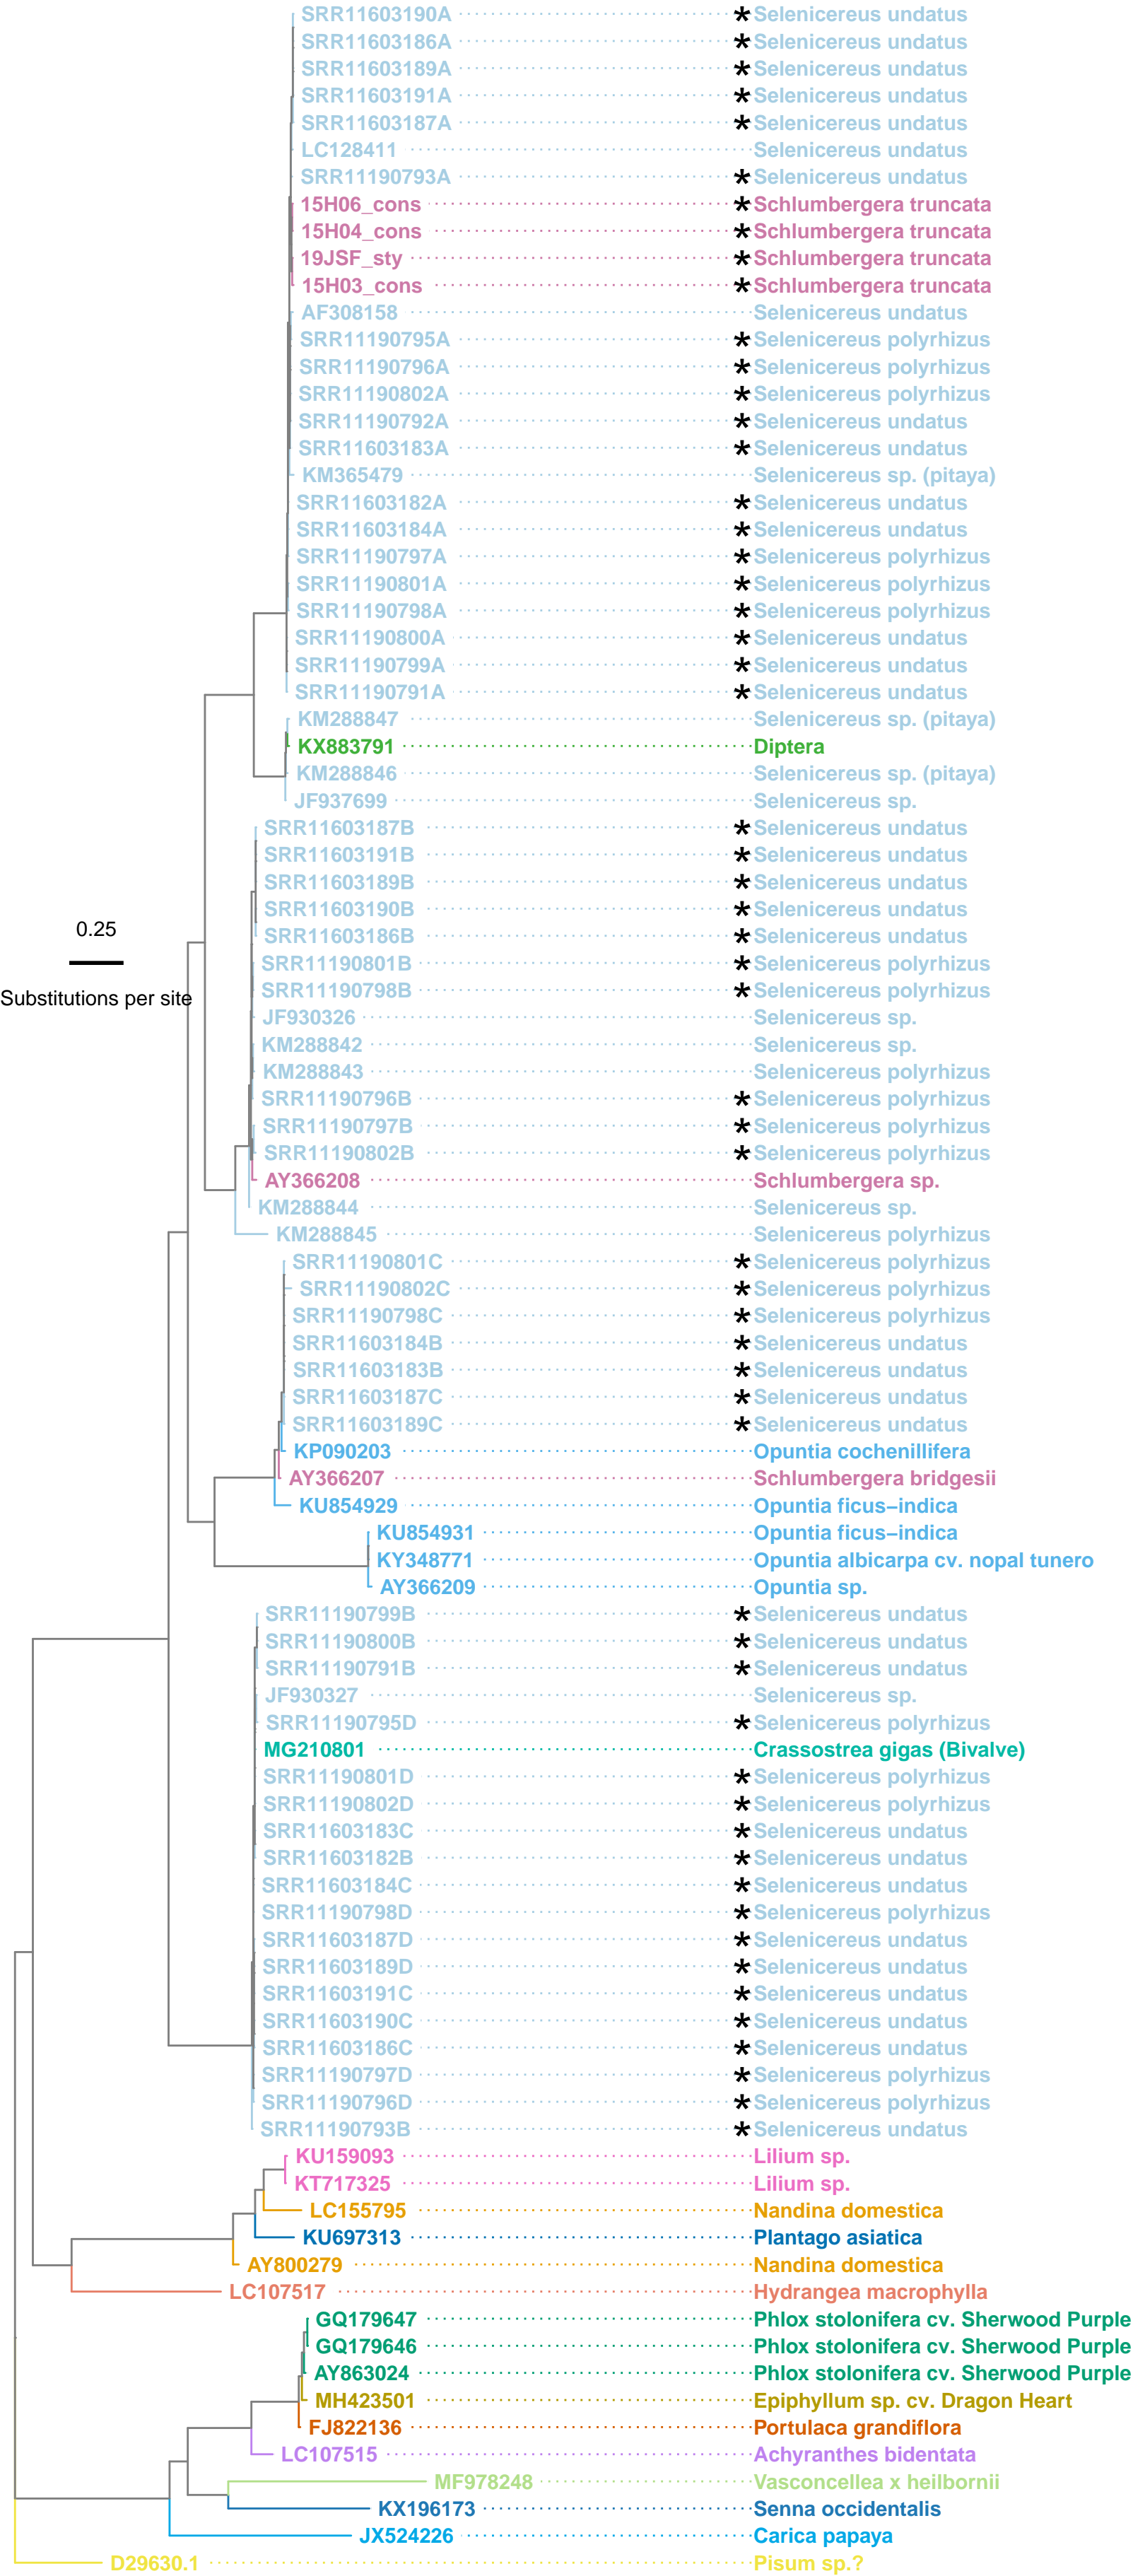 SRR11603190A * Selenicereus undatus
SRR11603186A * Selenicereus undatus
SRR11603189A * Selenicereus undatus
SRR11603191A * Selenicereus undatus
SRR11603187A * Selenicereus undatus
LC128411 Selenicereus undatus
SRR11190793A * Selenicereus undatus
15H06_cons * Schlumbergera truncata
15H04_cons * Schlumbergera truncata
19JSF_sty * Schlumbergera truncata
15H03_cons * Schlumbergera truncata
AF308158 Selenicereus undatus
SRR11190795A * Selenicereus polyrhizus
SRR11190796A * Selenicereus polyrhizus
SRR11190802A * Selenicereus polyrhizus
SRR11190792A * Selenicereus undatus
SRR11603183A * Selenicereus undatus
KM365479 Selenicereus sp. (pitaya)
SRR11603182A * Selenicereus undatus
SRR11603184A * Selenicereus undatus
SRR11190797A * Selenicereus polyrhizus
SRR11190801A * Selenicereus polyrhizus
SRR11190798A * Selenicereus polyrhizus
SRR11190800A * Selenicereus undatus
SRR11190799A * Selenicereus undatus
SRR11190791A * Selenicereus undatus
KM288847 Selenicereus sp. (pitaya)
KX883791 Diptera
KM288846 Selenicereus sp. (pitaya)
JF937699 Selenicereus sp.
SRR11603187B * Selenicereus undatus
SRR11603191B * Selenicereus undatus
SRR11603189B * Selenicereus undatus
SRR11603190B * Selenicereus undatus
0.25
SRR11603186B * Selenicereus undatus
SRR11190801B * Selenicereus polyrhizus
SRR11190798B * Selenicereus polyrhizus
Substitutions per site
JF930326 Selenicereus sp.
KM288842 Selenicereus sp.
KM288843 Selenicereus polyrhizus
SRR11190796B * Selenicereus polyrhizus
SRR11190797B * Selenicereus polyrhizus
SRR11190802B * Selenicereus polyrhizus
AY366208 Schlumbergera sp.
KM288844 Selenicereus sp.
KM288845 Selenicereus polyrhizus
SRR11190801C * Selenicereus polyrhizus
SRR11190802C * Selenicereus polyrhizus
SRR11190798C * Selenicereus polyrhizus
SRR11603184B * Selenicereus undatus
SRR11603183B * Selenicereus undatus
SRR11603187C * Selenicereus undatus
SRR11603189C * Selenicereus undatus
KP090203 Opuntia cochenillifera
AY366207 Schlumbergera bridgesii
KU854929 Opuntia ficus−indica
KU854931 Opuntia ficus−indica
KY348771 Opuntia albicarpa cv. nopal tunero
AY366209 Opuntia sp.
SRR11190799B * Selenicereus undatus
SRR11190800B * Selenicereus undatus
SRR11190791B * Selenicereus undatus
JF930327 Selenicereus sp.
SRR11190795D * Selenicereus polyrhizus
MG210801 Crassostrea gigas (Bivalve)
SRR11190801D * Selenicereus polyrhizus
SRR11190802D * Selenicereus polyrhizus
SRR11603183C * Selenicereus undatus
SRR11603182B * Selenicereus undatus
SRR11603184C * Selenicereus undatus
SRR11190798D * Selenicereus polyrhizus
SRR11603187D * Selenicereus undatus
SRR11603189D * Selenicereus undatus
SRR11603191C * Selenicereus undatus
SRR11603190C * Selenicereus undatus
SRR11603186C * Selenicereus undatus
SRR11190797D * Selenicereus polyrhizus
SRR11190796D * Selenicereus polyrhizus
SRR11190793B * Selenicereus undatus
KU159093 Lilium sp.
KT717325 Lilium sp.
LC155795 Nandina domestica
KU697313 Plantago asiatica
AY800279 Nandina domestica
LC107517 Hydrangea macrophylla
GQ179647 Phlox stolonifera cv. Sherwood Purple
GQ179646 Phlox stolonifera cv. Sherwood Purple
AY863024 Phlox stolonifera cv. Sherwood Purple
MH423501 Epiphyllum sp. cv. Dragon Heart
FJ822136 Portulaca grandiflora
LC107515 Achyranthes bidentata
MF978248 Vasconcellea x heilbornii
KX196173 Senna occidentalis
JX524226 Carica papaya
D29630.1 Pisum sp.?